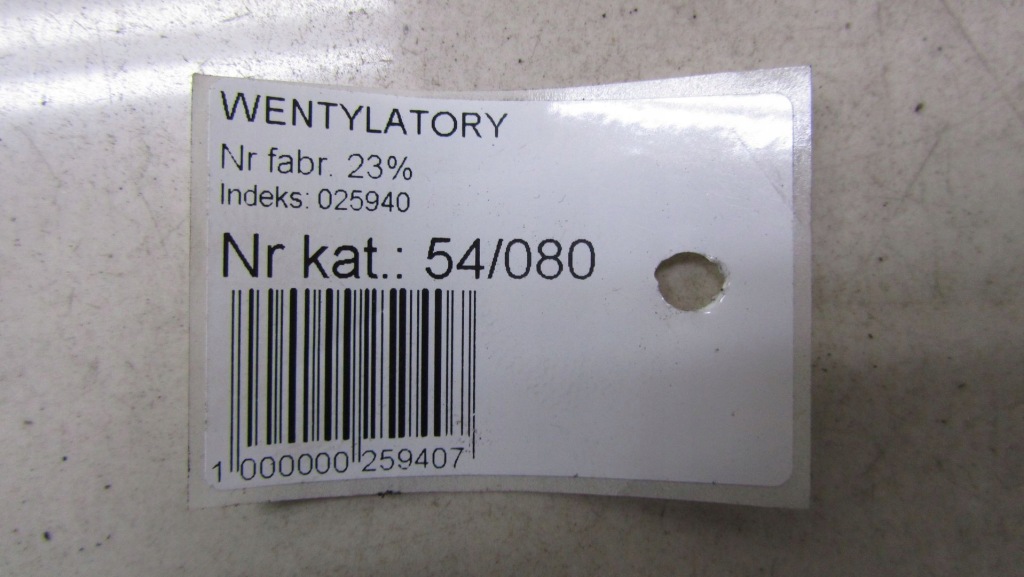 WENTYLATORY
Nr fabr. 23%
Indeks: 025940
Nr kat.: 54/080
1 000000 259407